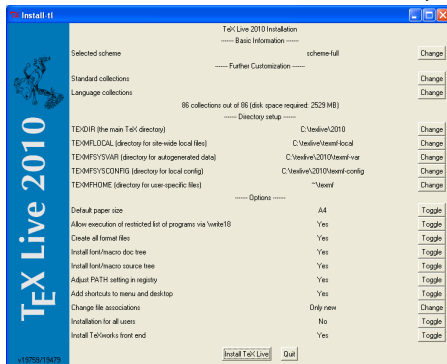 Install-tl
TeX Live 2010 Installation
------ Basic Information ------
Selected scheme scheme-full Change
------ Further Customization ------
Standard collections Change
Language collections Change
86 collections out of 86 (disk space required: 2529 MB)
------ Directory setup ------
TEXDIR (the main TeX directory) C:\texlive\2010 Change
TEXMFLOCAL (directory for site-wide local files) C:\texlive\texmf-local Change
TEXMFSYSVAR (directory for autogenerated data) C:\texlive\2010\texmf-var Change
TEXMFSYSCONFIG (directory for local config) C:\texlive\2010\texmf-config Change
TEXMFHOME (directory for user-specific files) ~\texmf Change
------ Options ------
Default paper size A4 Toggle
Allow execution of restricted list of programs via \write18 Yes Toggle
Create all format files Yes Toggle
Install font/macro doc tree Yes Toggle
Install font/macro source tree Yes Toggle
Adjust PATH setting in registry Yes Toggle
Add shortcuts to menu and desktop Yes Toggle
Change file associations Only new Change
Installation for all users No Toggle
Install TeXworks front end Yes Toggle
Install TeX Live Quit
TEX Live 2010
v19759/19479